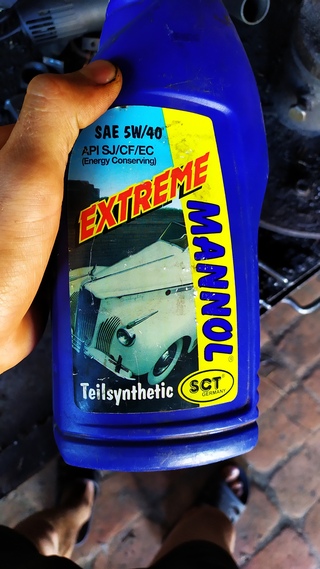 SAE 5W/40
API SJ/CF/EC
(Energy Conserving)
EXTREME
MANNOL
Teilsynthetic
SCT
GERMANY